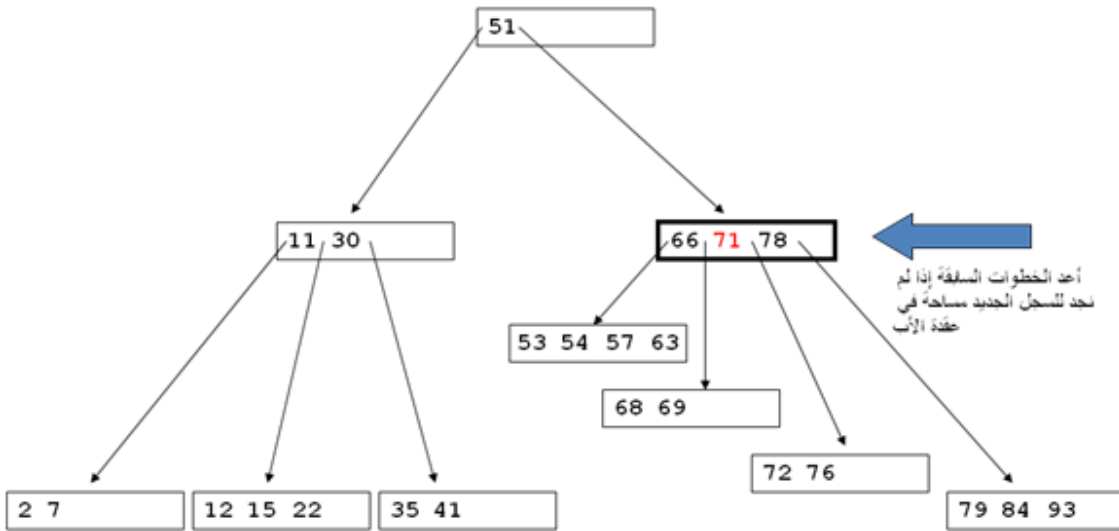 51
11 30
66 71 78
أعد الخطوات السابقة إذا لم
نجد للسجل الجديد مساحة في
عقدة الأب
53 54 57 63
68 69
72 76
2 7
12 15 22
35 41
79 84 93